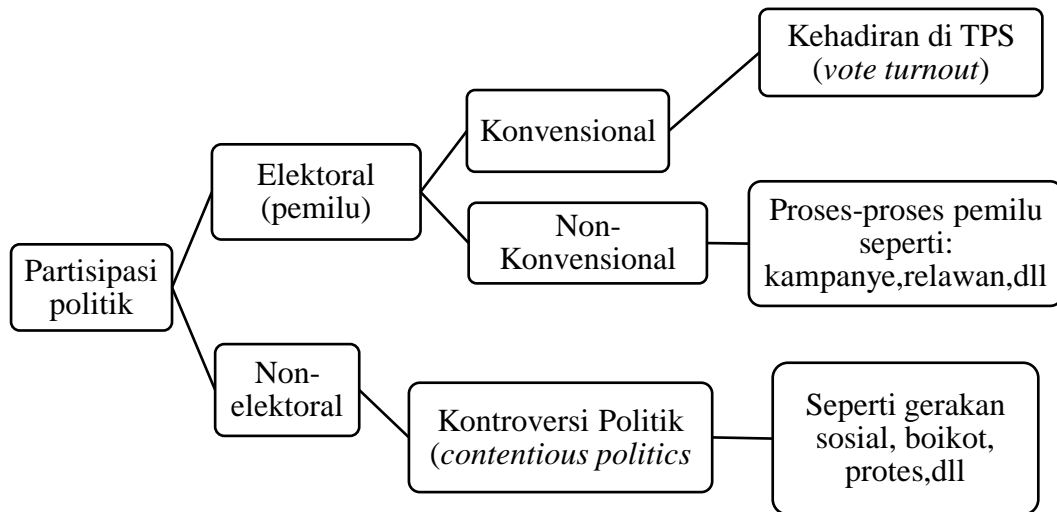 Partisipasi
politik
Elektoral
(pemilu)
Konvensional
Kehadiran di TPS
(vote turnout)
Non-
Konvensional
Proses-proses pemilu
seperti:
kampanye,relawan,dll
Non-
elektoral
Kontroversi Politik
(contentious politics
Seperti gerakan
sosial, boikot,
protes,dll